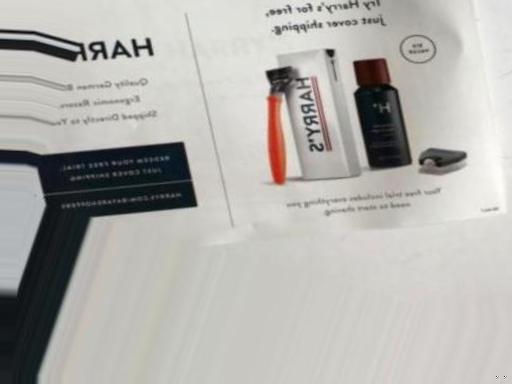 Try Harry's for free,
just cover shipping.
HARRY'S
H'
Your free trial includes everything you
need to start shaving.
HARR
Quality German
Ergonomic Razors.
Shipped Directly to You
REDEEM YOUR FREE TRIAL.
JUST COVER SHIPPING